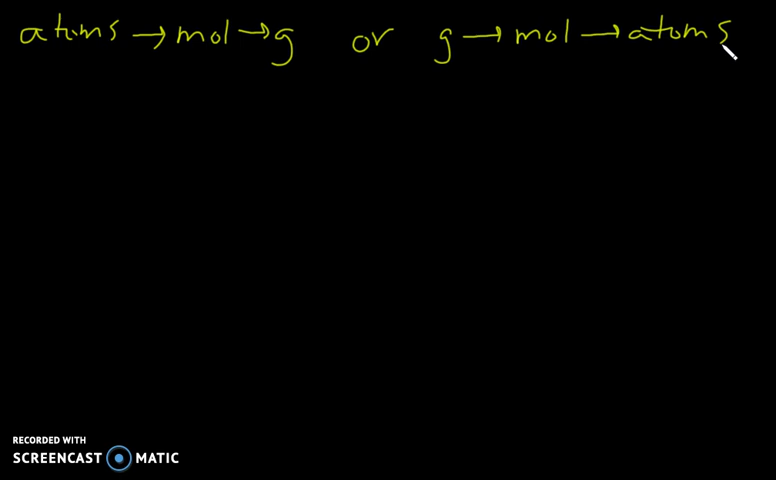 atoms → mol → g or g → mol → atoms
RECORDED WITH
SCREENCAST MATIC